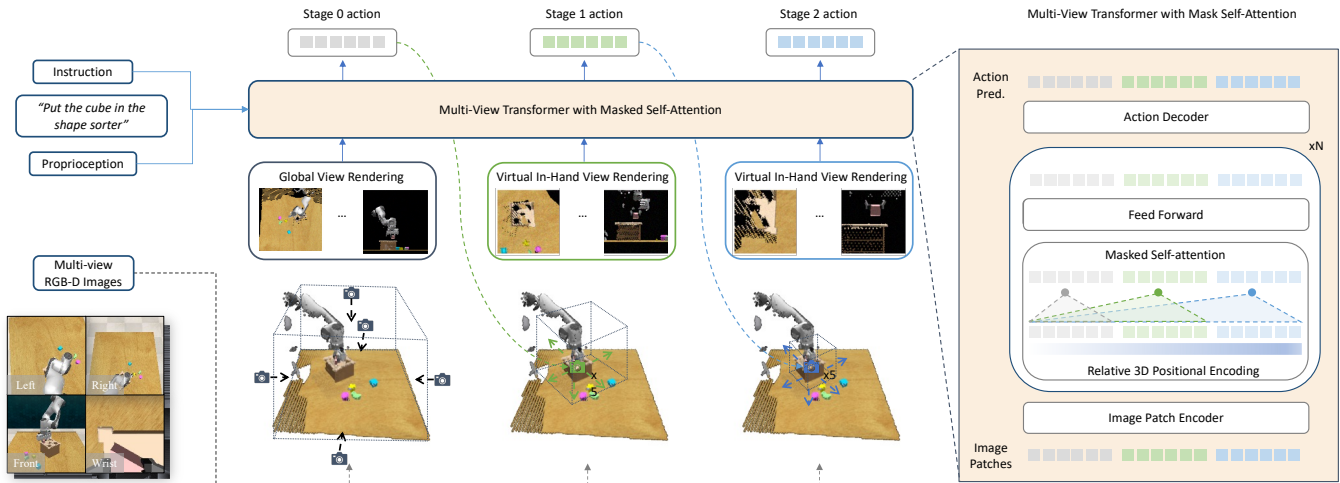 Stage 0 action
Stage 1 action
Stage 2 action
Multi-View Transformer with Mask Self-Attention
Instruction
"Put the cube in the
shape sorter"
Proprioception
Multi-View Transformer with Masked Self-Attention
Global View Rendering
...
Virtual In-Hand View Rendering
...
Virtual In-Hand View Rendering
...
Multi-view
RGB-D Images
Left
Right
Front
Wrist
x
5
x5
Action
Pred.
Action Decoder
xN
Feed Forward
Masked Self-attention
Relative 3D Positional Encoding
Image Patch Encoder
Image
Patches